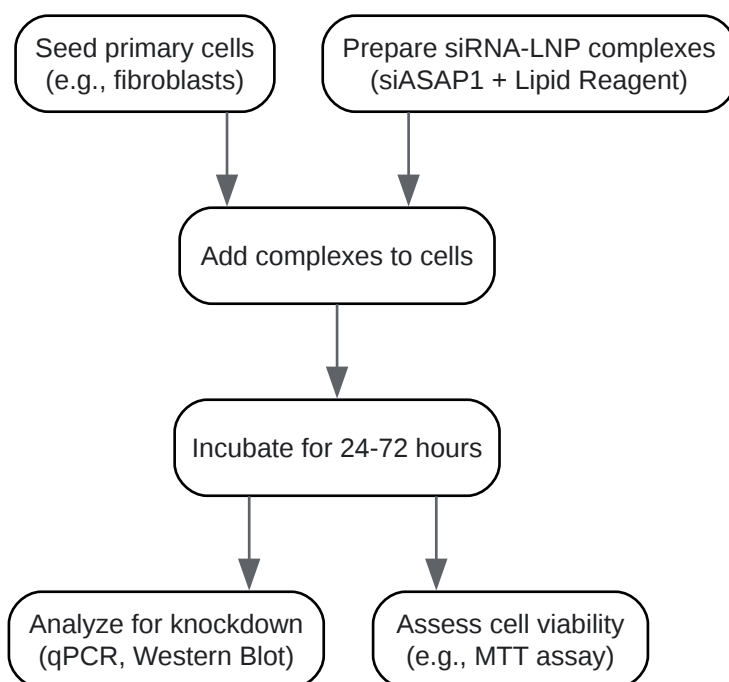 Seed primary cells
(e.g., fibroblasts)
Prepare siRNA-LNP complexes
(siASAP1 + Lipid Reagent)
Add complexes to cells
Incubate for 24-72 hours
Analyze for knockdown
(qPCR, Western Blot)
Assess cell viability
(e.g., MTT assay)